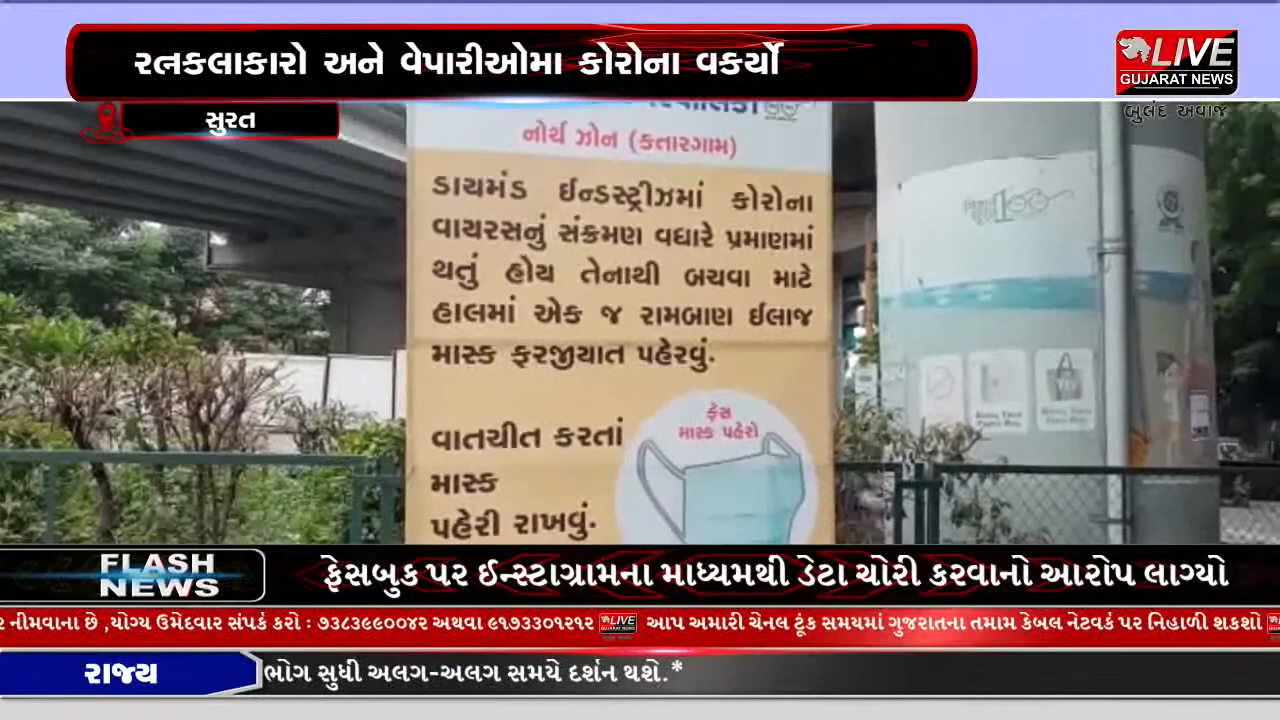 રત્નકલાકારો અને વેપારીઓમા કોરોના વકર્યો
LIVE
GUJARAT NEWS
બુલંદ અવાજ
સુરત
નોર્થ ઝોન (કતારગામ)
ડાયમંડ ઈન્ડસ્ટ્રીઝમાં કોરોના
વાયરસનું સંક્રમણ વધારે પ્રમાણમાં
થતું હોય તેનાથી બચવા માટે
હાલમાં એક જ રામબાણ ઈલાજ
માસ્ક ફરજીયાત પહેરવું.
વાતચીત કરતાં
માસ્ક
પહેરી રાખવું.
ફેસ
માસ્ક પહેરો
FLASH
NEWS
ફેસબુક પર ઈન્સ્ટાગ્રામના માધ્યમથી ડેટા ચોરી કરવાનો આરોપ લાગ્યો
નીમવાના છે ,યોગ્ય ઉમેદવાર સંપર્ક કરો : ૭૩૮૩૯૯૦૦૪૨ અથવા ૯૧૭૩૩૦૧૨૧૨ LIVE GUJARAT NEWS આપ અમારી ચેનલ ટૂંક સમયમાં ગુજરાતના તમામ કેબલ નેટવર્ક પર નિહાળી શકશો
રાજ્ય
ભોગ સુધી અલગ-અલગ સમયે દર્શન થશે.*